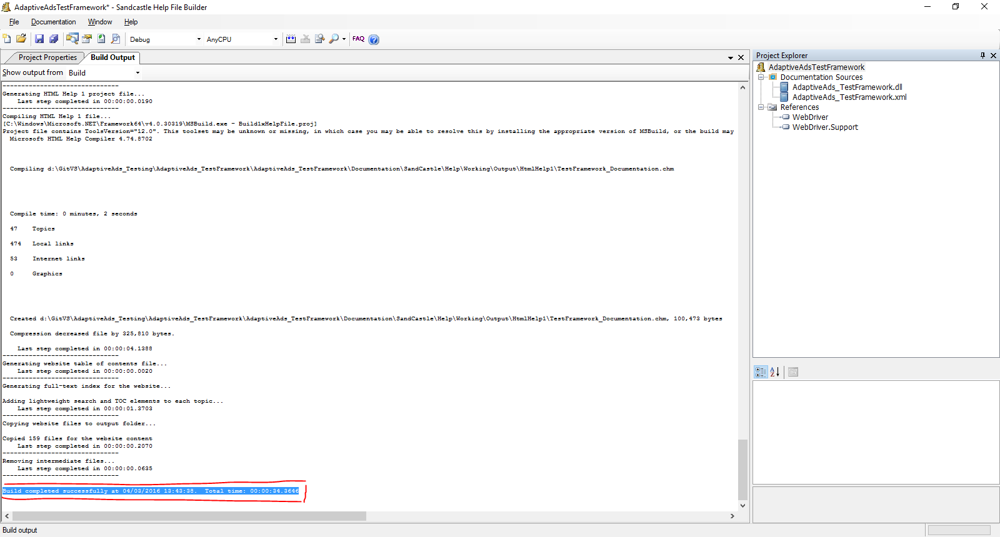 AdaptiveAdsTestFramework* - Sandcastle Help File Builder
File Documentation Window Help
Debug AnyCPU FAQ
Project Properties Build Output
Show output from Build
Generating HTML Help 1 project file...
Last step completed in 00:00:00.0190
-------------------------------
Compiling HTML Help 1 file...
[C:\Windows\Microsoft.NET\Framework64\v4.0.30319\MSBuild.exe - Build1xHelpFile.proj]
Project file contains ToolsVersion="12.0". This toolset may be unknown or missing, in which case you may be able to resolve this by installing the appropriate version of MSBuild, or the build may
Microsoft HTML Help Compiler 4.74.8702
Compiling d:\GitVS\AdaptiveAds_Testing\AdaptiveAds_TestFramework\AdaptiveAds_TestFramework\Documentation\SandCastle\Help\Working\Output\HtmlHelp1\TestFramework_Documentation.chm
Compile time: 0 minutes, 2 seconds
47 Topics
474 Local links
53 Internet links
0 Graphics
Created d:\GitVS\AdaptiveAds_Testing\AdaptiveAds_TestFramework\AdaptiveAds_TestFramework\Documentation\SandCastle\Help\Working\Output\HtmlHelp1\TestFramework_Documentation.chm, 100,473 bytes
Compression decreased file by 325,810 bytes.
Last step completed in 00:00:04.1388
-------------------------------
Generating website table of contents file...
Last step completed in 00:00:00.0020
-------------------------------
Generating full-text index for the website...
Adding lightweight search and TOC elements to each topic...
Last step completed in 00:00:01.3703
-------------------------------
Copying website files to output folder...
Copied 159 files for the website content
Last step completed in 00:00:00.2070
-------------------------------
Removing intermediate files...
Last step completed in 00:00:00.0635
-------------------------------
Build completed successfully at 04/03/2016 13:43:38. Total time: 00:00:34.3646
Build output
Project Explorer
AdaptiveAdsTestFramework
Documentation Sources
AdaptiveAds_TestFramework.dll
AdaptiveAds_TestFramework.xml
References
WebDriver
WebDriver.Support